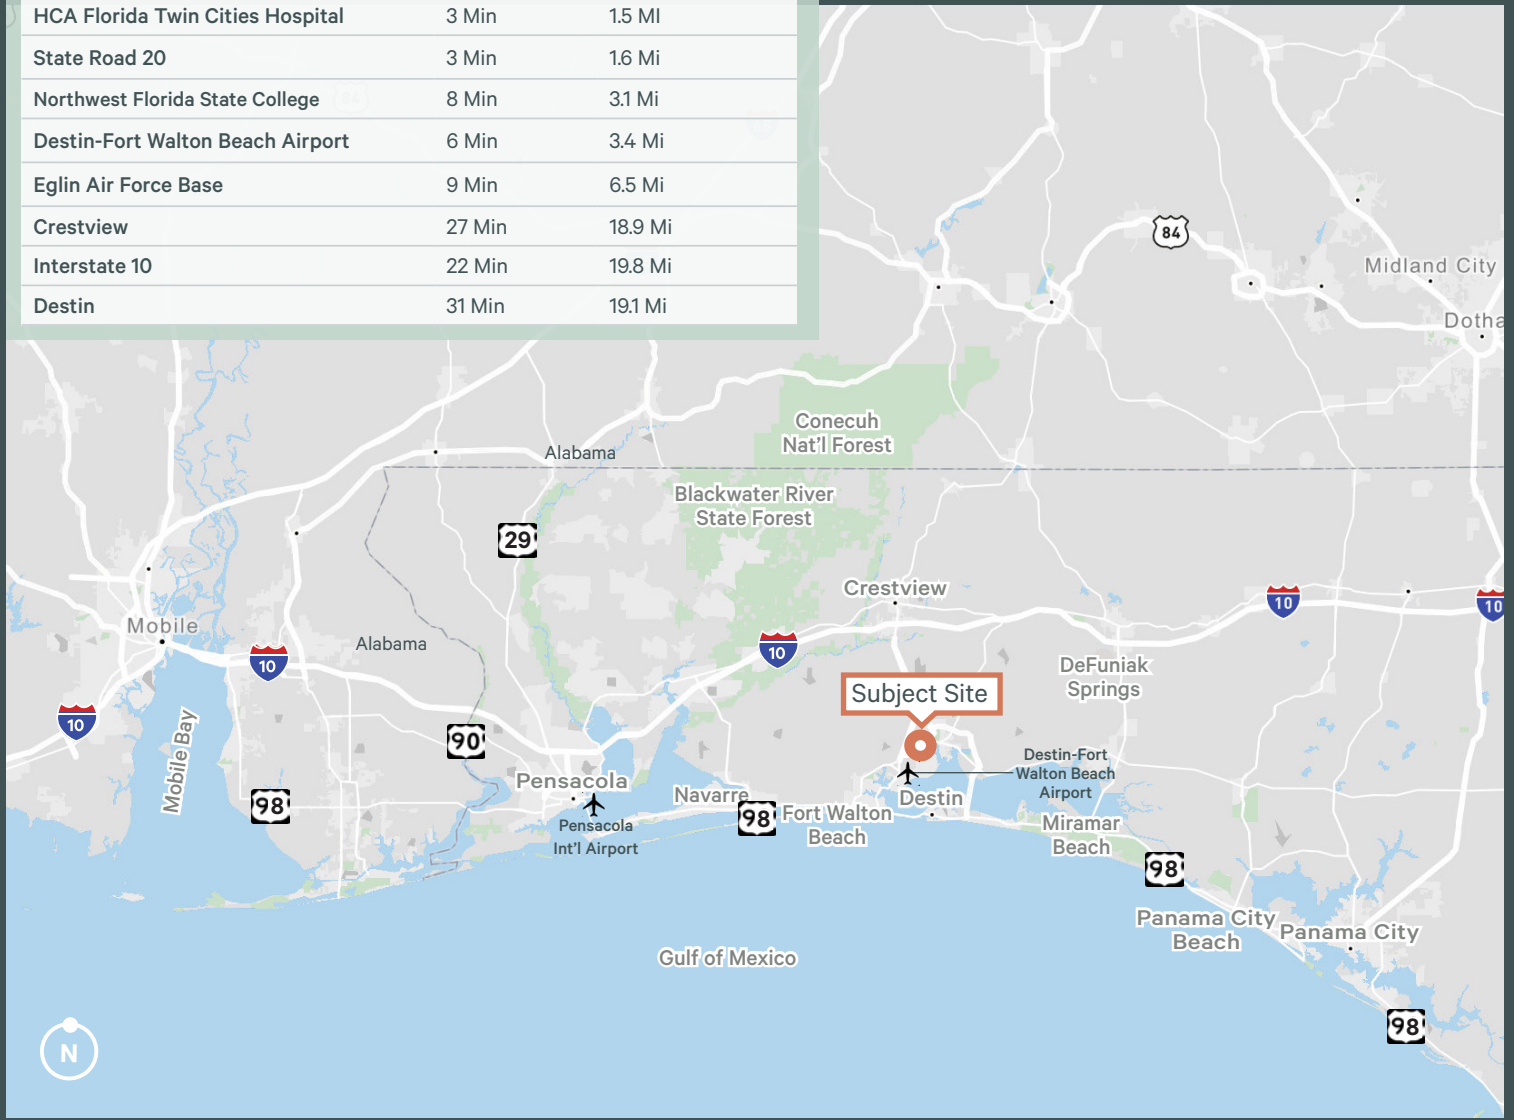 HCA Florida Twin Cities Hospital 3 Min 1.5 MI
State Road 20 3 Min 1.6 Mi
Northwest Florida State College 8 Min 3.1 Mi
Destin-Fort Walton Beach Airport 6 Min 3.4 Mi
Eglin Air Force Base 9 Min 6.5 Mi
Crestview 27 Min 18.9 Mi
Interstate 10 22 Min 19.8 Mi
Destin 31 Min 19.1 Mi
84
Midland City
Dotha
Conecuh
Nat'l Forest
Alabama
Blackwater River
State Forest
29
Crestview
10
10
Mobile
Alabama
10
10
DeFuniak
Springs
Subject Site
10
Mobile Bay
90
Destin-Fort
Walton Beach
Airport
Pensacola
Navarre
Destin
98
98
Fort Walton
Beach
Pensacola
Int'l Airport
Miramar
Beach
98
Panama City
Beach
Panama City
Gulf of Mexico
98
N